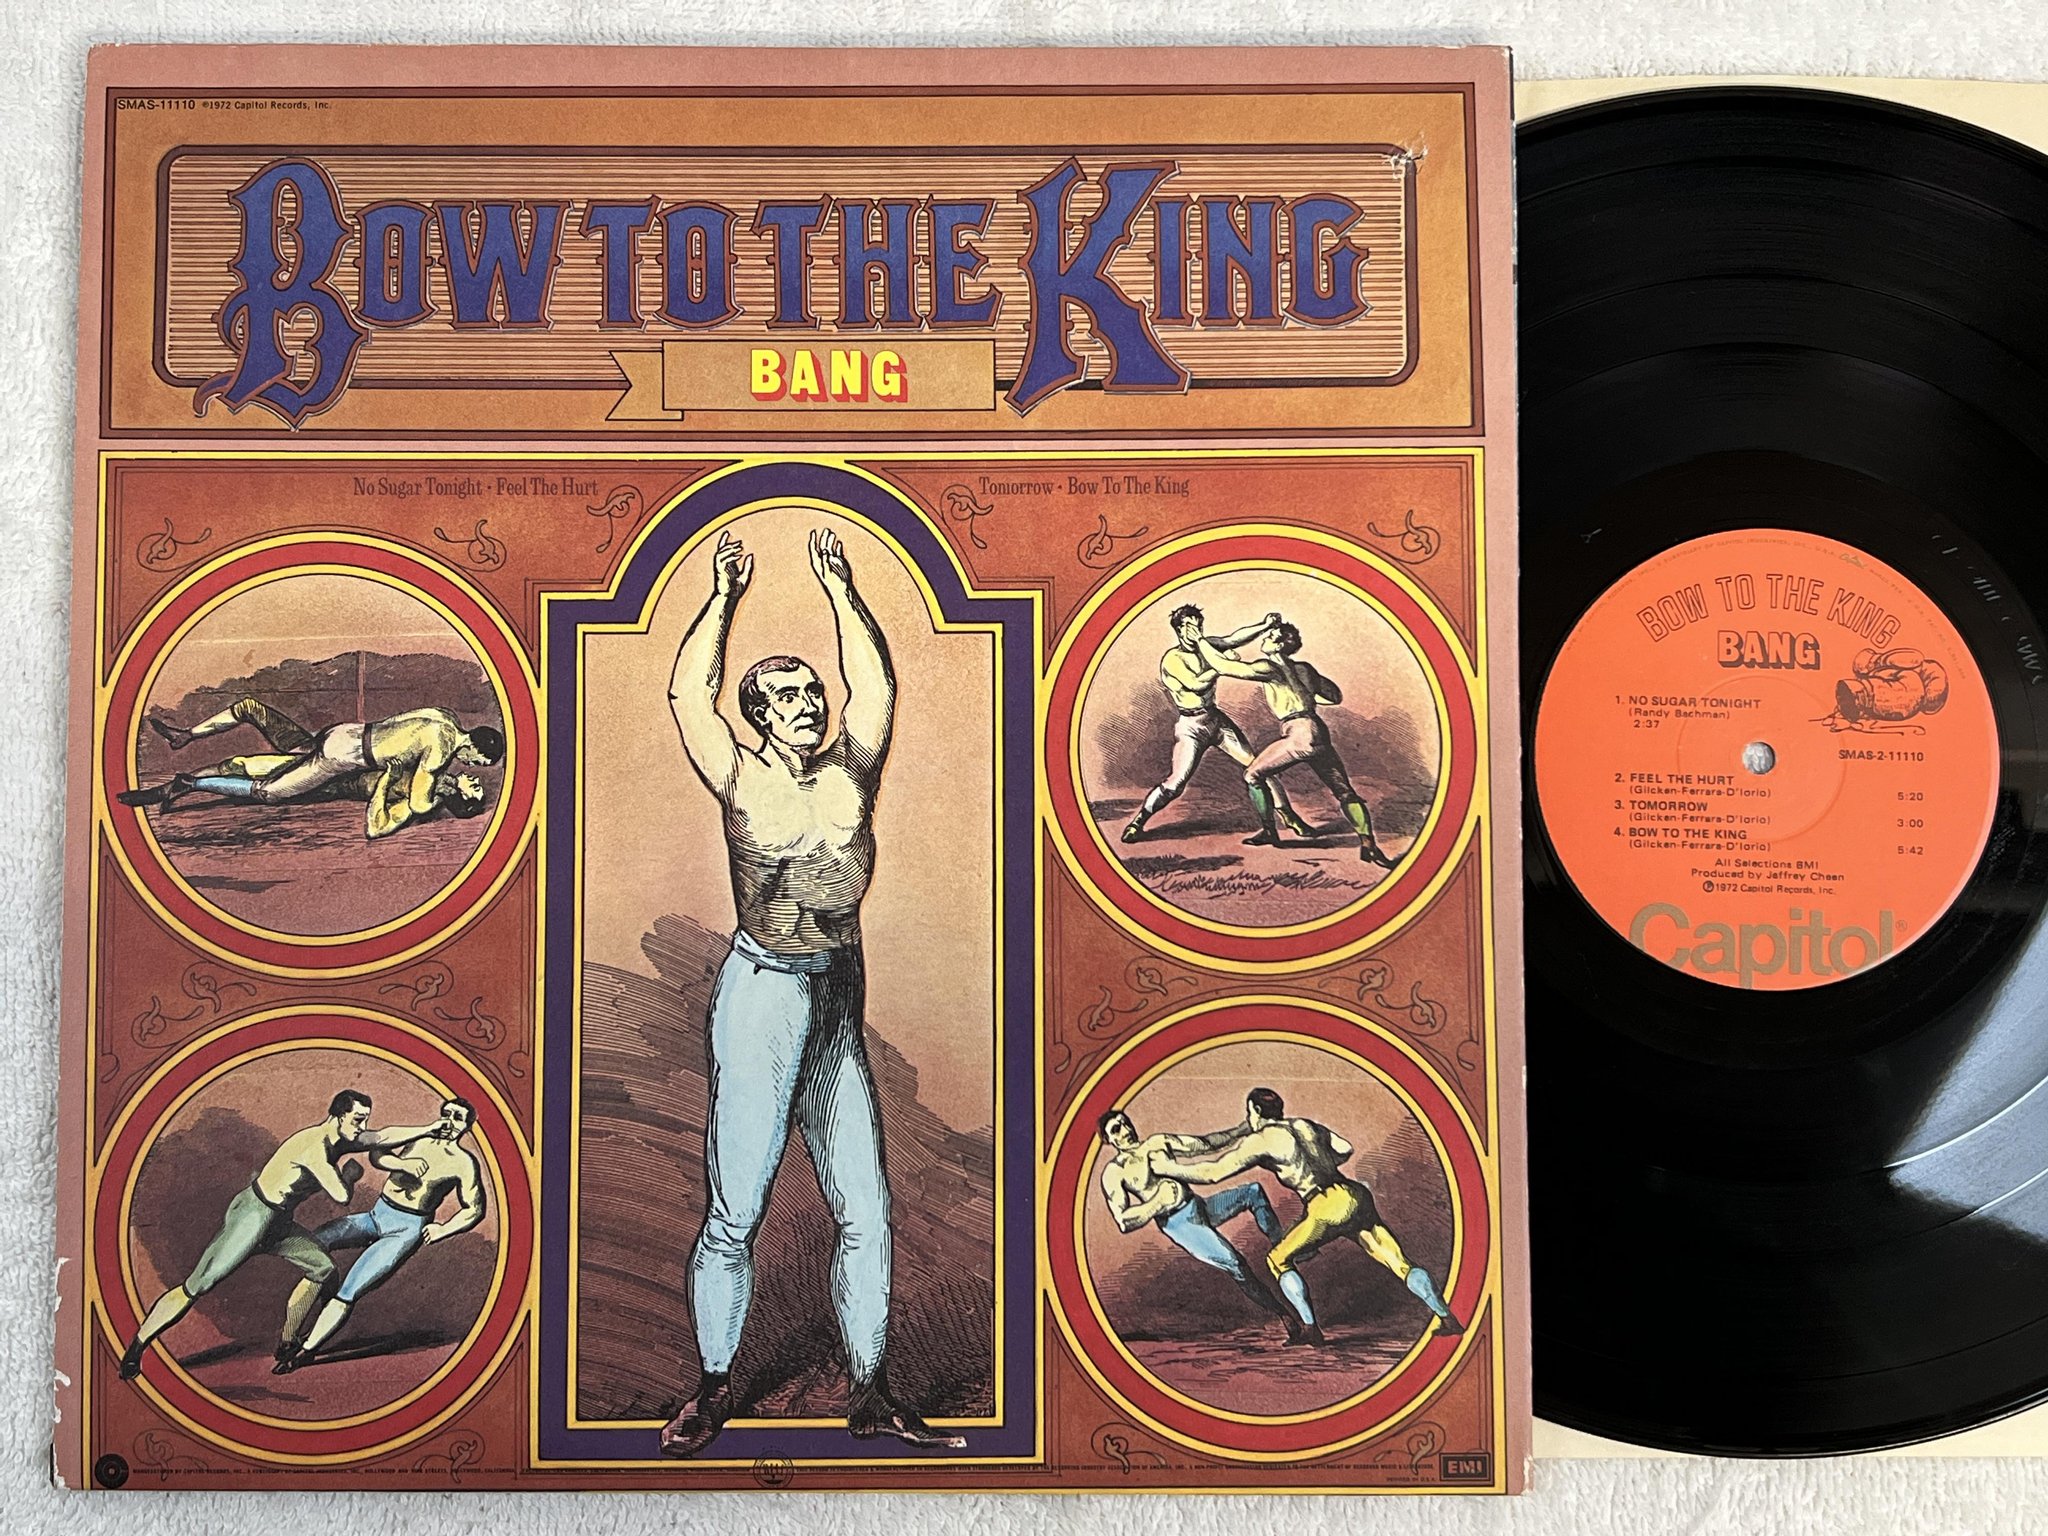 SMAS-11110 ©1972 Capitol Records, Inc.
BOW TO THE KING
BANG
No Sugar Tonight • Feel The Hurt
Tomorrow • Bow To The King
EMI
BOW TO THE KING
BANG
1. NO SUGAR TONIGHT
(Randy Bachman)
2:37
SMAS-2-11110
2. FEEL THE HURT
(Gilcken-Ferrara-D'Iorio) 5:20
3. TOMORROW
(Gilcken-Ferrara-D'Iorio) 3:00
4. BOW TO THE KING
(Gilcken-Ferrara-D'Iorio) 5:42
All Selections BMI
Produced by Jeffrey Cheen
℗1972 Capitol Records, Inc.
Capitol®